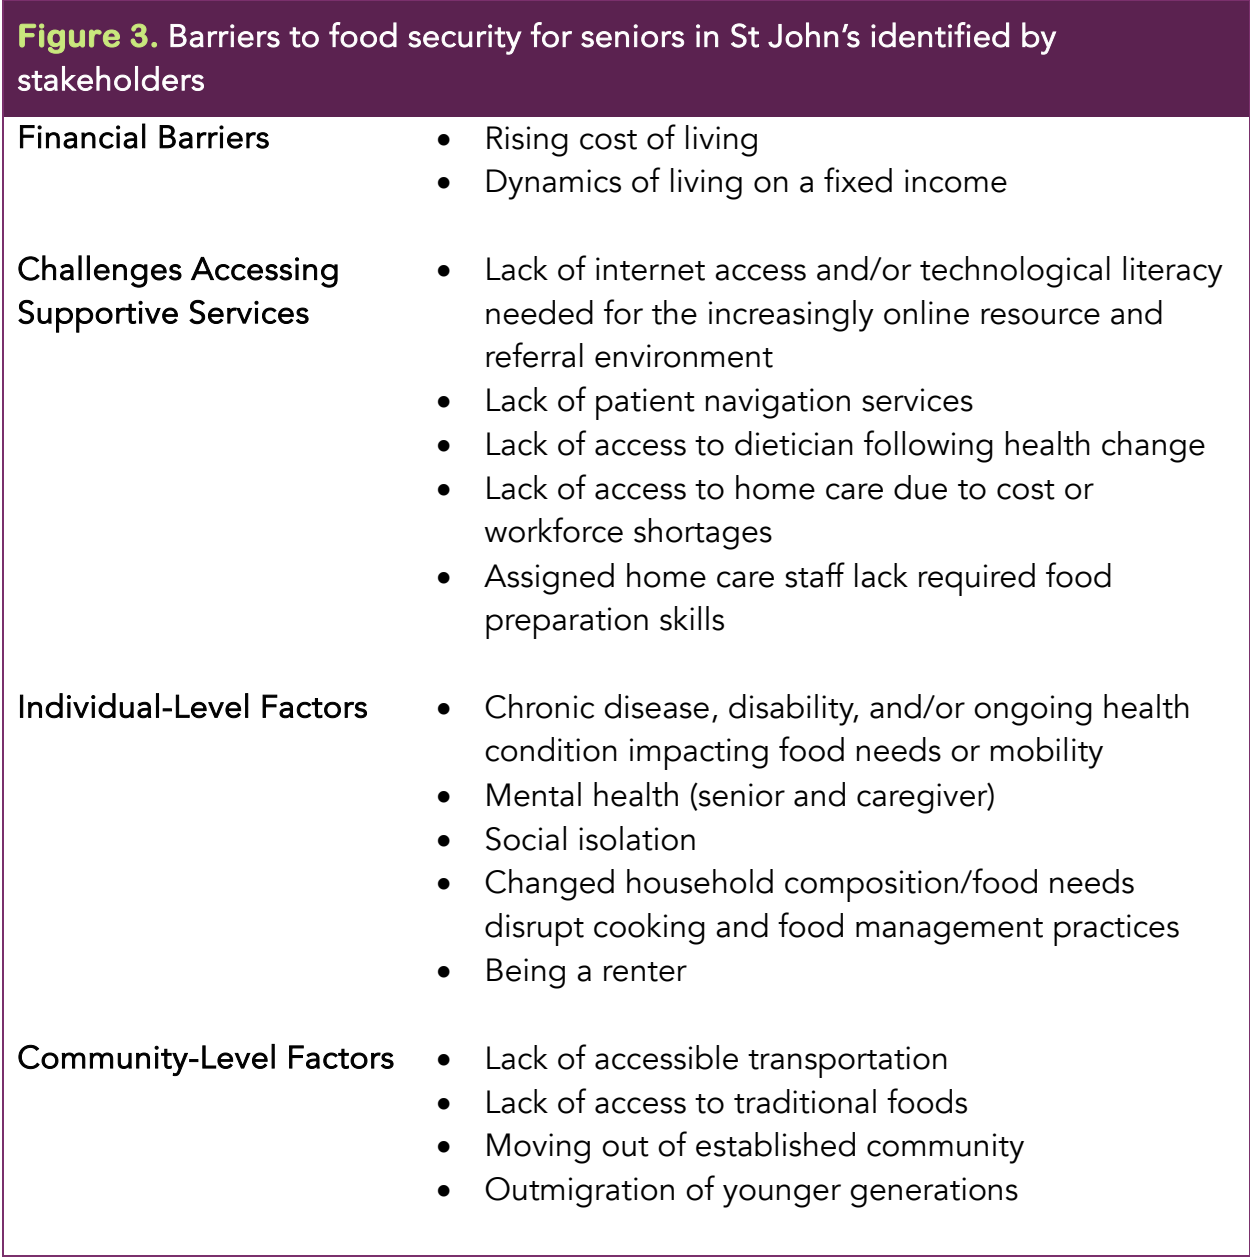 Figure 3. Barriers to food security for seniors in St John’s identified by
stakeholders
Financial Barriers
• Rising cost of living
• Dynamics of living on a fixed income
Challenges Accessing
Supportive Services
• Lack of internet access and/or technological literacy
needed for the increasingly online resource and
referral environment
• Lack of patient navigation services
• Lack of access to dietician following health change
• Lack of access to home care due to cost or
workforce shortages
• Assigned home care staff lack required food
preparation skills
Individual-Level Factors
• Chronic disease, disability, and/or ongoing health
condition impacting food needs or mobility
• Mental health (senior and caregiver)
• Social isolation
• Changed household composition/food needs
disrupt cooking and food management practices
• Being a renter
Community-Level Factors
• Lack of accessible transportation
• Lack of access to traditional foods
• Moving out of established community
• Outmigration of younger generations